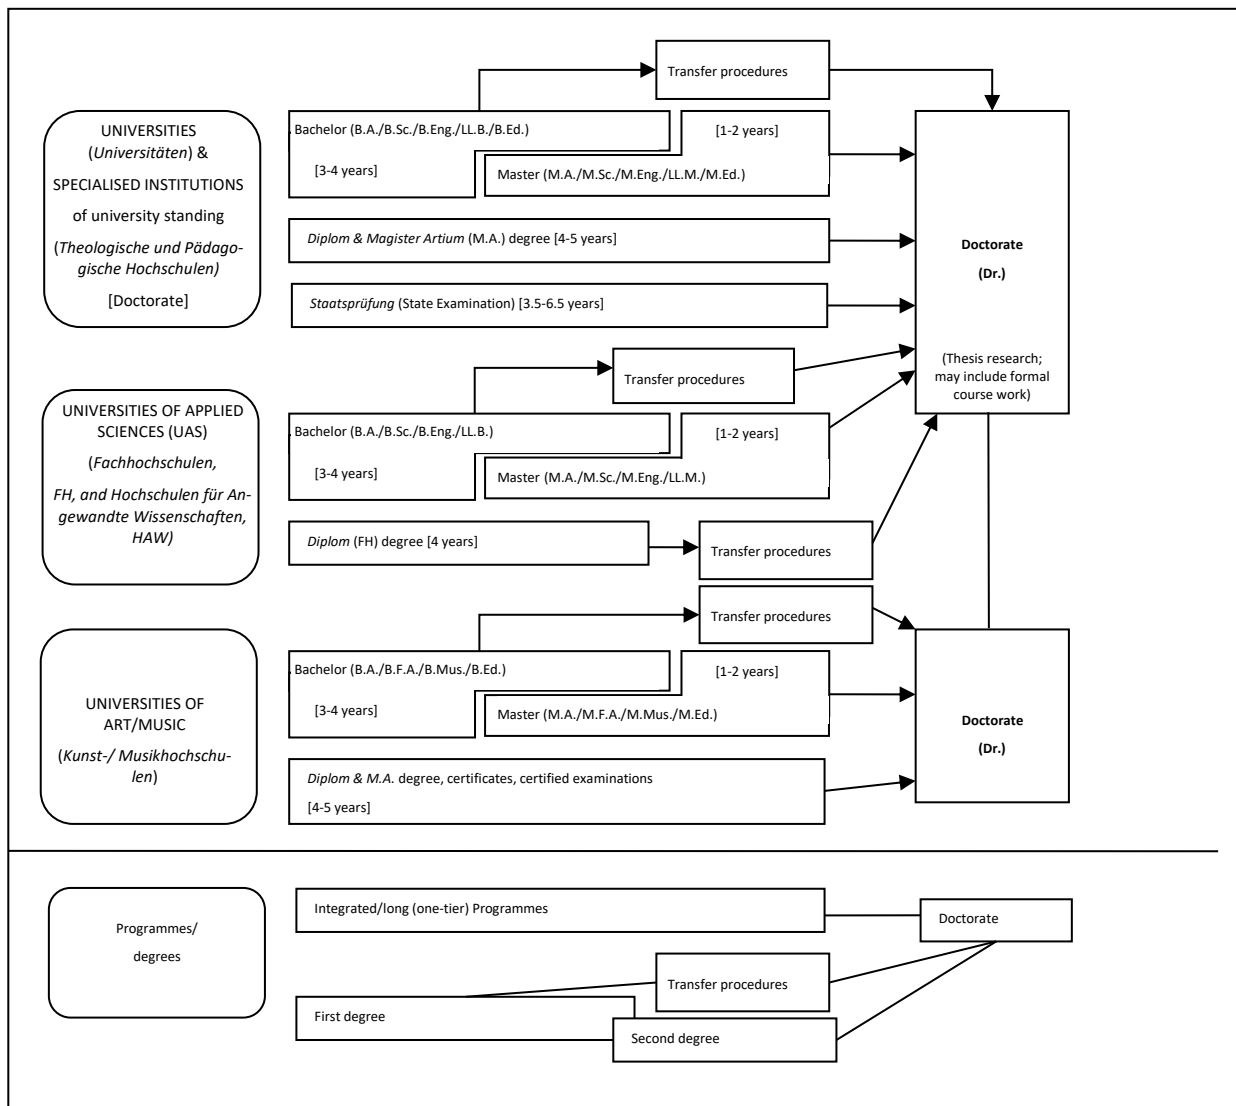 Transfer procedures
UNIVERSITIES
(Universitäten) &
SPECIALISED INSTITUTIONS
of university standing
(Theologische und Pädago-
gische Hochschulen)
[Doctorate]
Bachelor (B.A./B.Sc./B.Eng./LL.B./B.Ed.)
[3-4 years]
[1-2 years]
Master (M.A./M.Sc./M.Eng./LL.M./M.Ed.)
Diplom & Magister Artium (M.A.) degree [4-5 years]
Staatsprüfung (State Examination) [3.5-6.5 years]
Doctorate
(Dr.)
(Thesis research;
may include formal
course work)
UNIVERSITIES OF APPLIED
SCIENCES (UAS)
(Fachhochschulen,
FH, and Hochschulen für An-
gewandte Wissenschaften,
HAW)
Transfer procedures
Bachelor (B.A./B.Sc./B.Eng./LL.B.)
[3-4 years]
[1-2 years]
Master (M.A./M.Sc./M.Eng./LL.M.)
Diplom (FH) degree [4 years]
Transfer procedures
Transfer procedures
UNIVERSITIES OF
ART/MUSIC
(Kunst-/ Musikhochschu-
len)
Bachelor (B.A./B.F.A./B.Mus./B.Ed.)
[3-4 years]
[1-2 years]
Master (M.A./M.F.A./M.Mus./M.Ed.)
Diplom & M.A. degree, certificates, certified examinations
[4-5 years]
Doctorate
(Dr.)
Programmes/
degrees
Integrated/long (one-tier) Programmes
Doctorate
Transfer procedures
First degree
Second degree